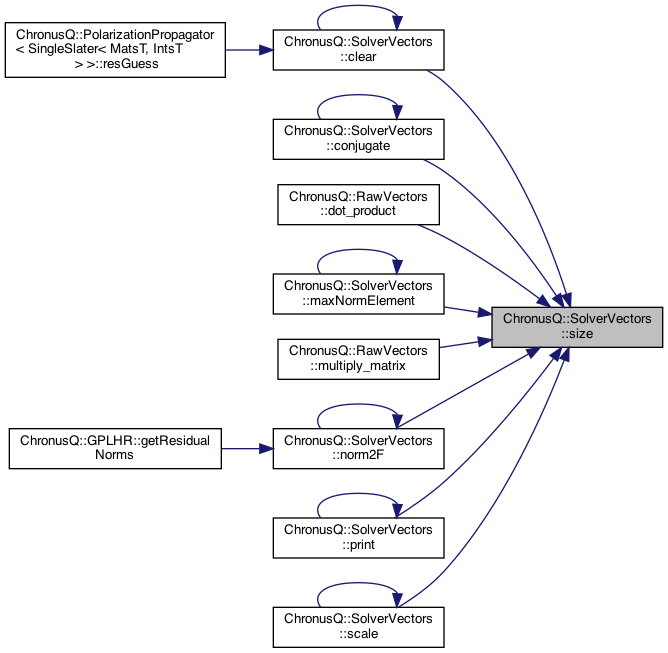 ChronusQ::PolarizationPropagator
< SingleSlater< MatsT, IntsT
> >::resGuess
ChronusQ::SolverVectors
::clear
ChronusQ::SolverVectors
::conjugate
ChronusQ::RawVectors
::dot_product
ChronusQ::SolverVectors
::maxNormElement
ChronusQ::SolverVectors
::size
ChronusQ::RawVectors
::multiply_matrix
ChronusQ::GPLHR::getResidual
Norms
ChronusQ::SolverVectors
::norm2F
ChronusQ::SolverVectors
::print
ChronusQ::SolverVectors
::scale